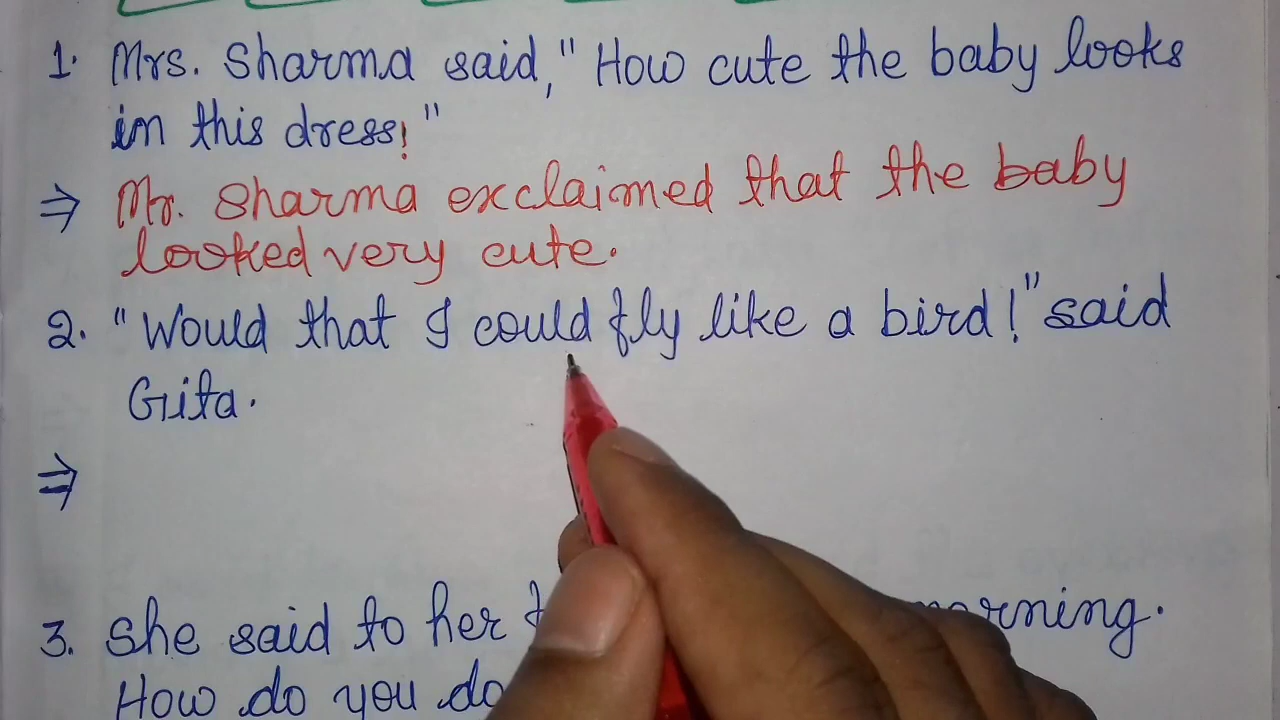 1. Mrs. Sharma said, "How cute the baby looks
in this dress!"
⇒ Mr. Sharma exclaimed that the baby
looked very cute.
2. "Would that I could fly like a bird!" said
Gita.
⇒
3. She said to her
How do you do